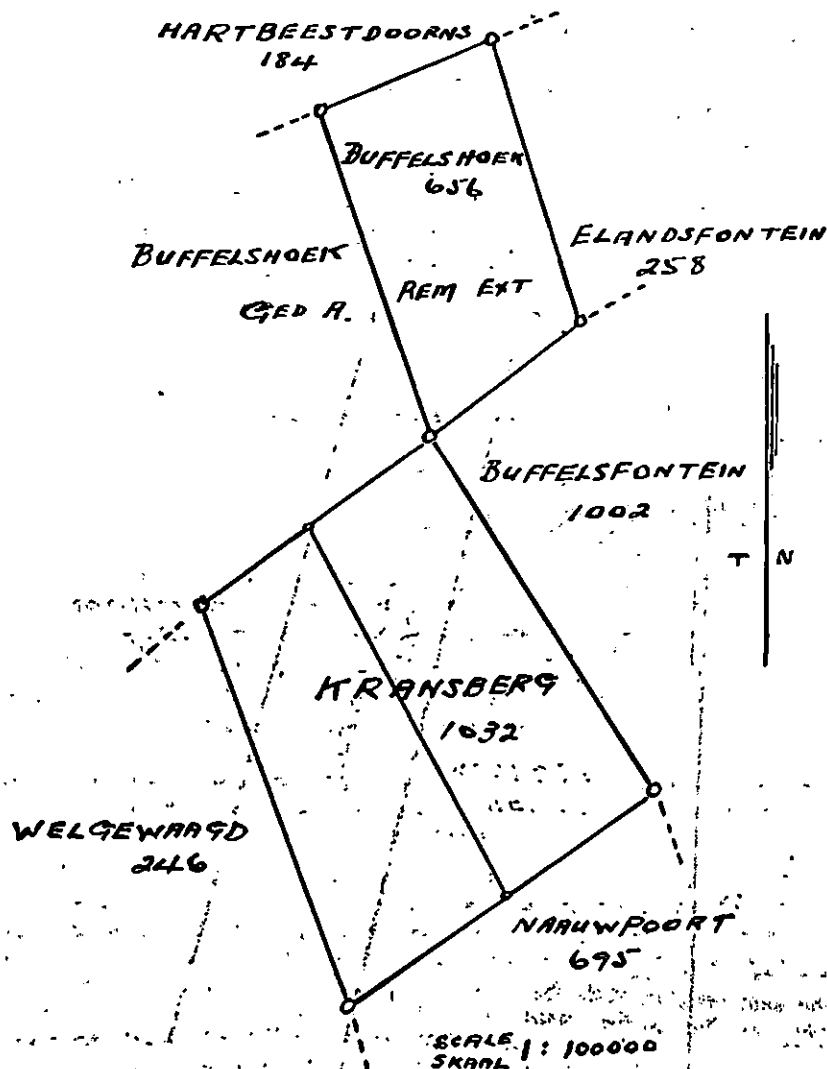 HARTBEESTDOORNS
184
BUFFELSHOEK
656
ELANDSFONTEIN
258
BUFFELSHOEK
GED A.
REM EXT
BUFFELSFONTEIN
1002
T N
KRANSBERG
1032
WELGEWAAGD
246
NAAUWPOORT
695
SCALE
SKAAL 1 : 100000